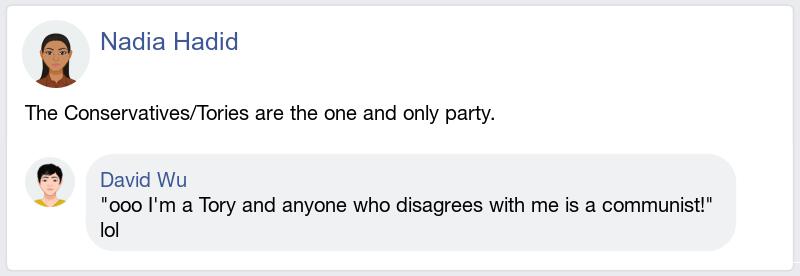 Nadia Hadid
The Conservatives/Tories are the one and only party.
David Wu
"ooo I'm a Tory and anyone who disagrees with me is a communist!"
lol